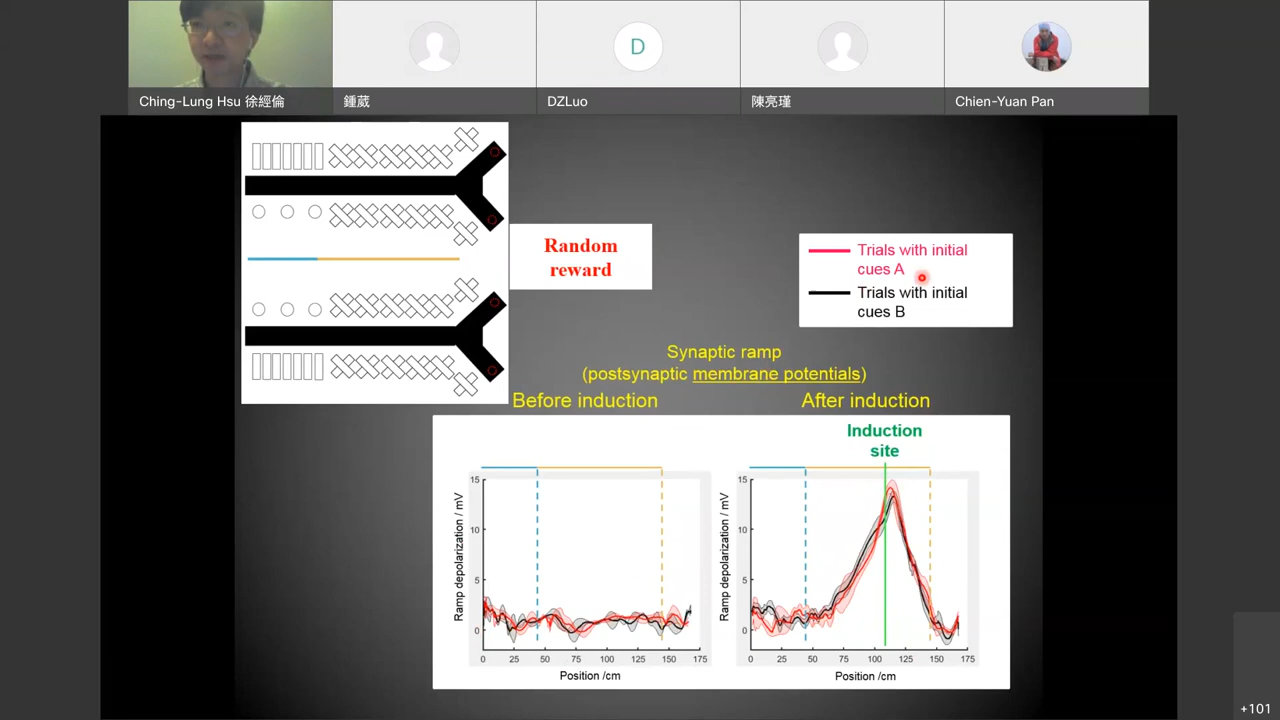 D
Ching-Lung Hsu 徐經倫
鍾葳
DZLuo
陳亮瑾
Chien-Yuan Pan
Random
reward
Trials with initial
cues A
Trials with initial
cues B
Synaptic ramp
(postsynaptic membrane potentials)
Before induction
After induction
Induction
site
Ramp depolarization / mV
15
10
5
0
0 25 50 75 100 125 150 175
Position /cm
Ramp depolarization / mV
15
10
5
0
0 25 50 75 100 125 150 175
Position /cm
+101